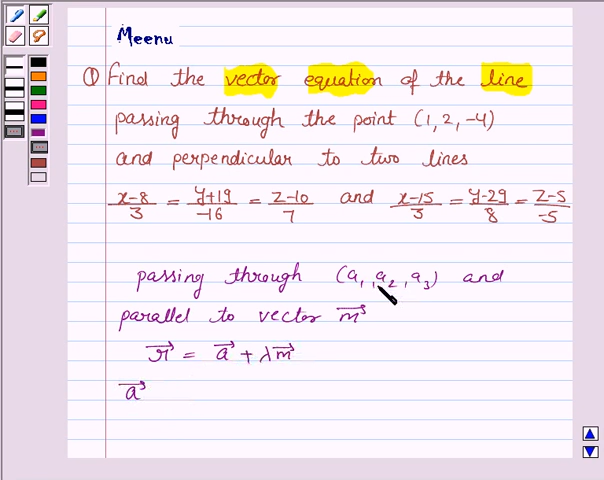 Meenu
Q Find the vector equation of the line
passing through the point (1, 2, -4)
and perpendicular to two lines
x-8/3 = y+19/-16 = z-10/7 and x-15/3 = y-29/8 = z-5/-5
passing through (a₁, a₂, a₃) and
parallel to vector m⃗
r⃗ = a⃗ + λm⃗
a⃗